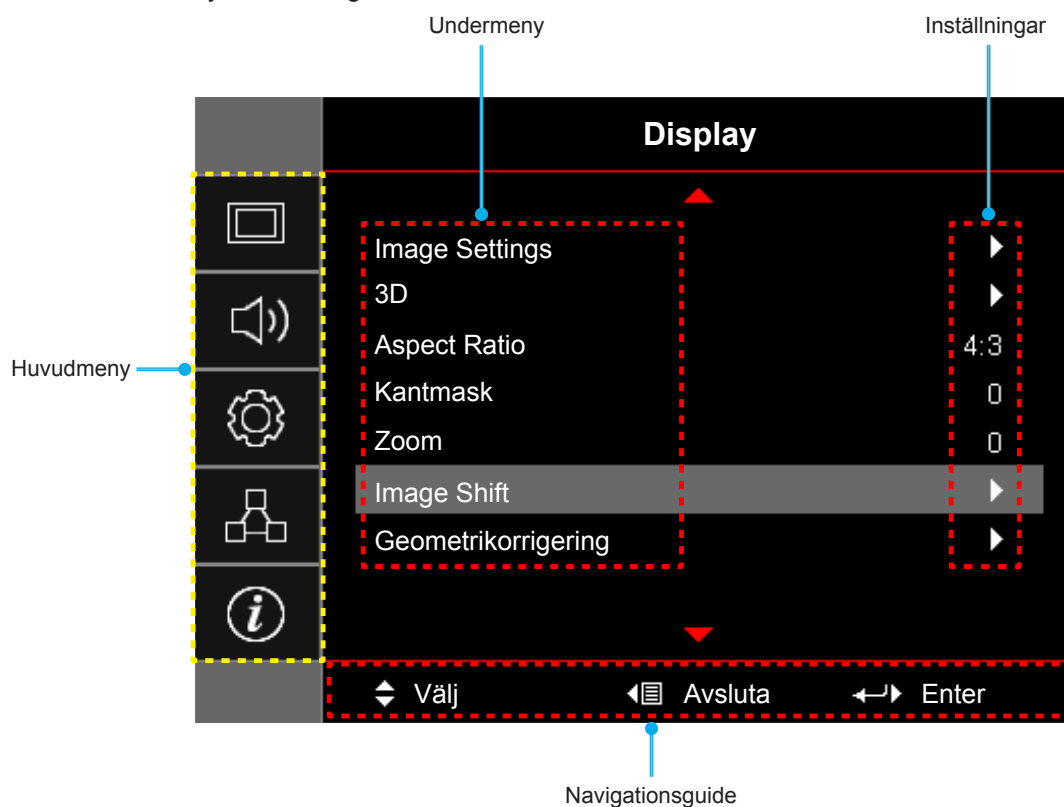 Undermeny
Inställningar
Display
Image Settings
3D
Aspect Ratio 4:3
Huvudmeny
Kantmask 0
Zoom 0
Image Shift
Geometrikorrigering
Välj Avsluta Enter
Navigationsguide